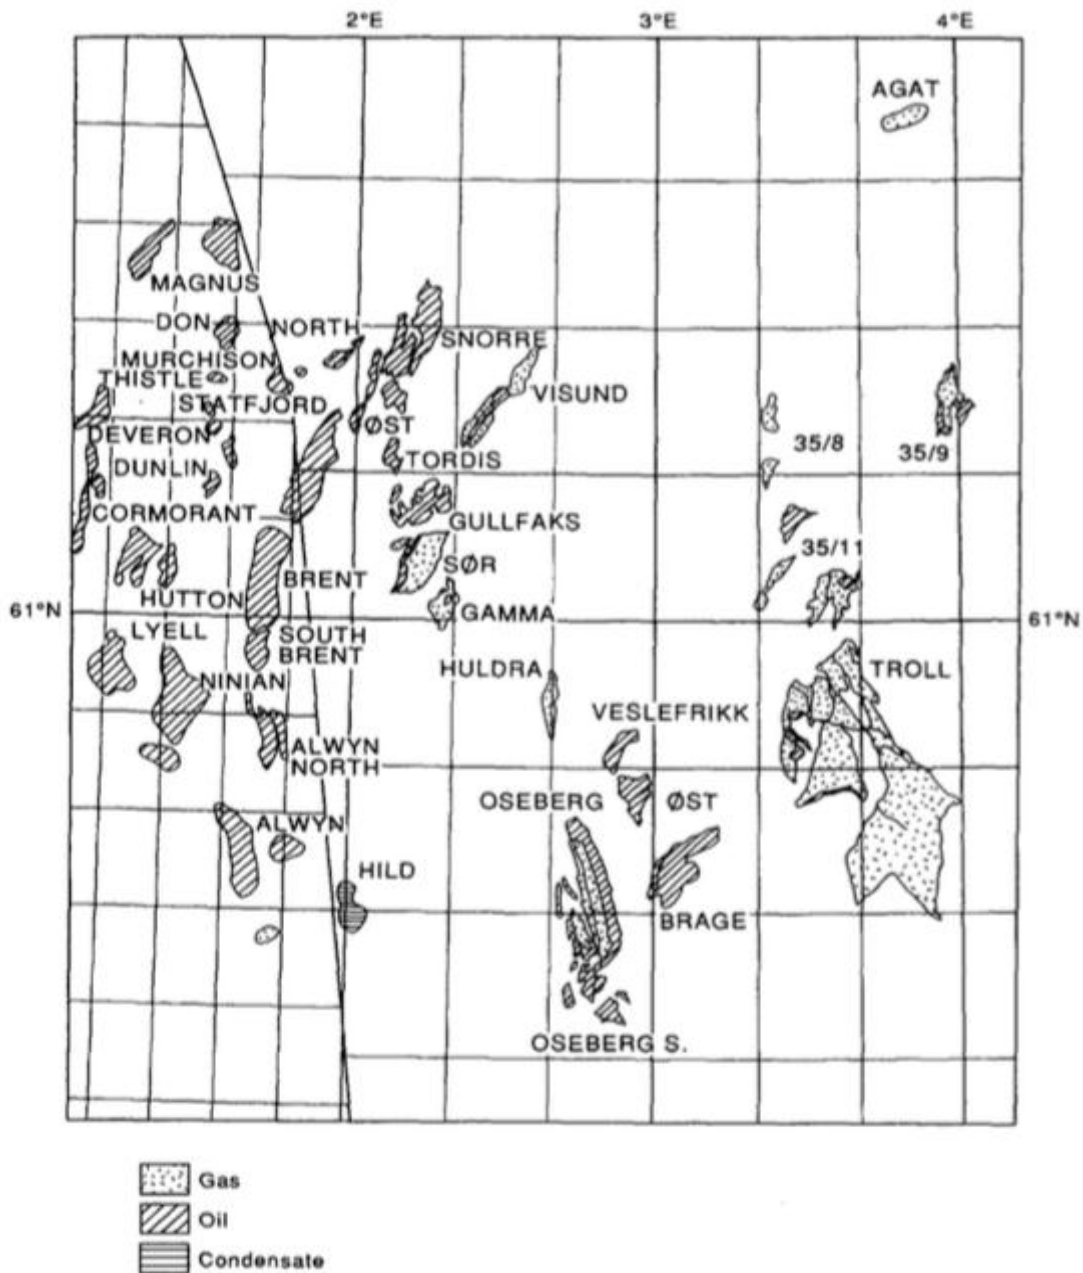 2°E 3°E 4°E
AGAT
MAGNUS
DON NORTH
SNORRE
MURCHISON
THISTLE
VISUND
STATFJORD
ØST
DEVERON
35/8 35/9
DUNLIN TORDIS
CORMORANT
GULLFAKS
35/11
SØR
BRENT
HUTTON
61°N GAMMA 61°N
LYELL SOUTH
BRENT
HULDRA TROLL
NINIAN
VESLEFRIKK
ALWYN
NORTH
OSEBERG ØST
ALWYN
HILD
BRAGE
OSEBERG S.
Gas
Oil
Condensate